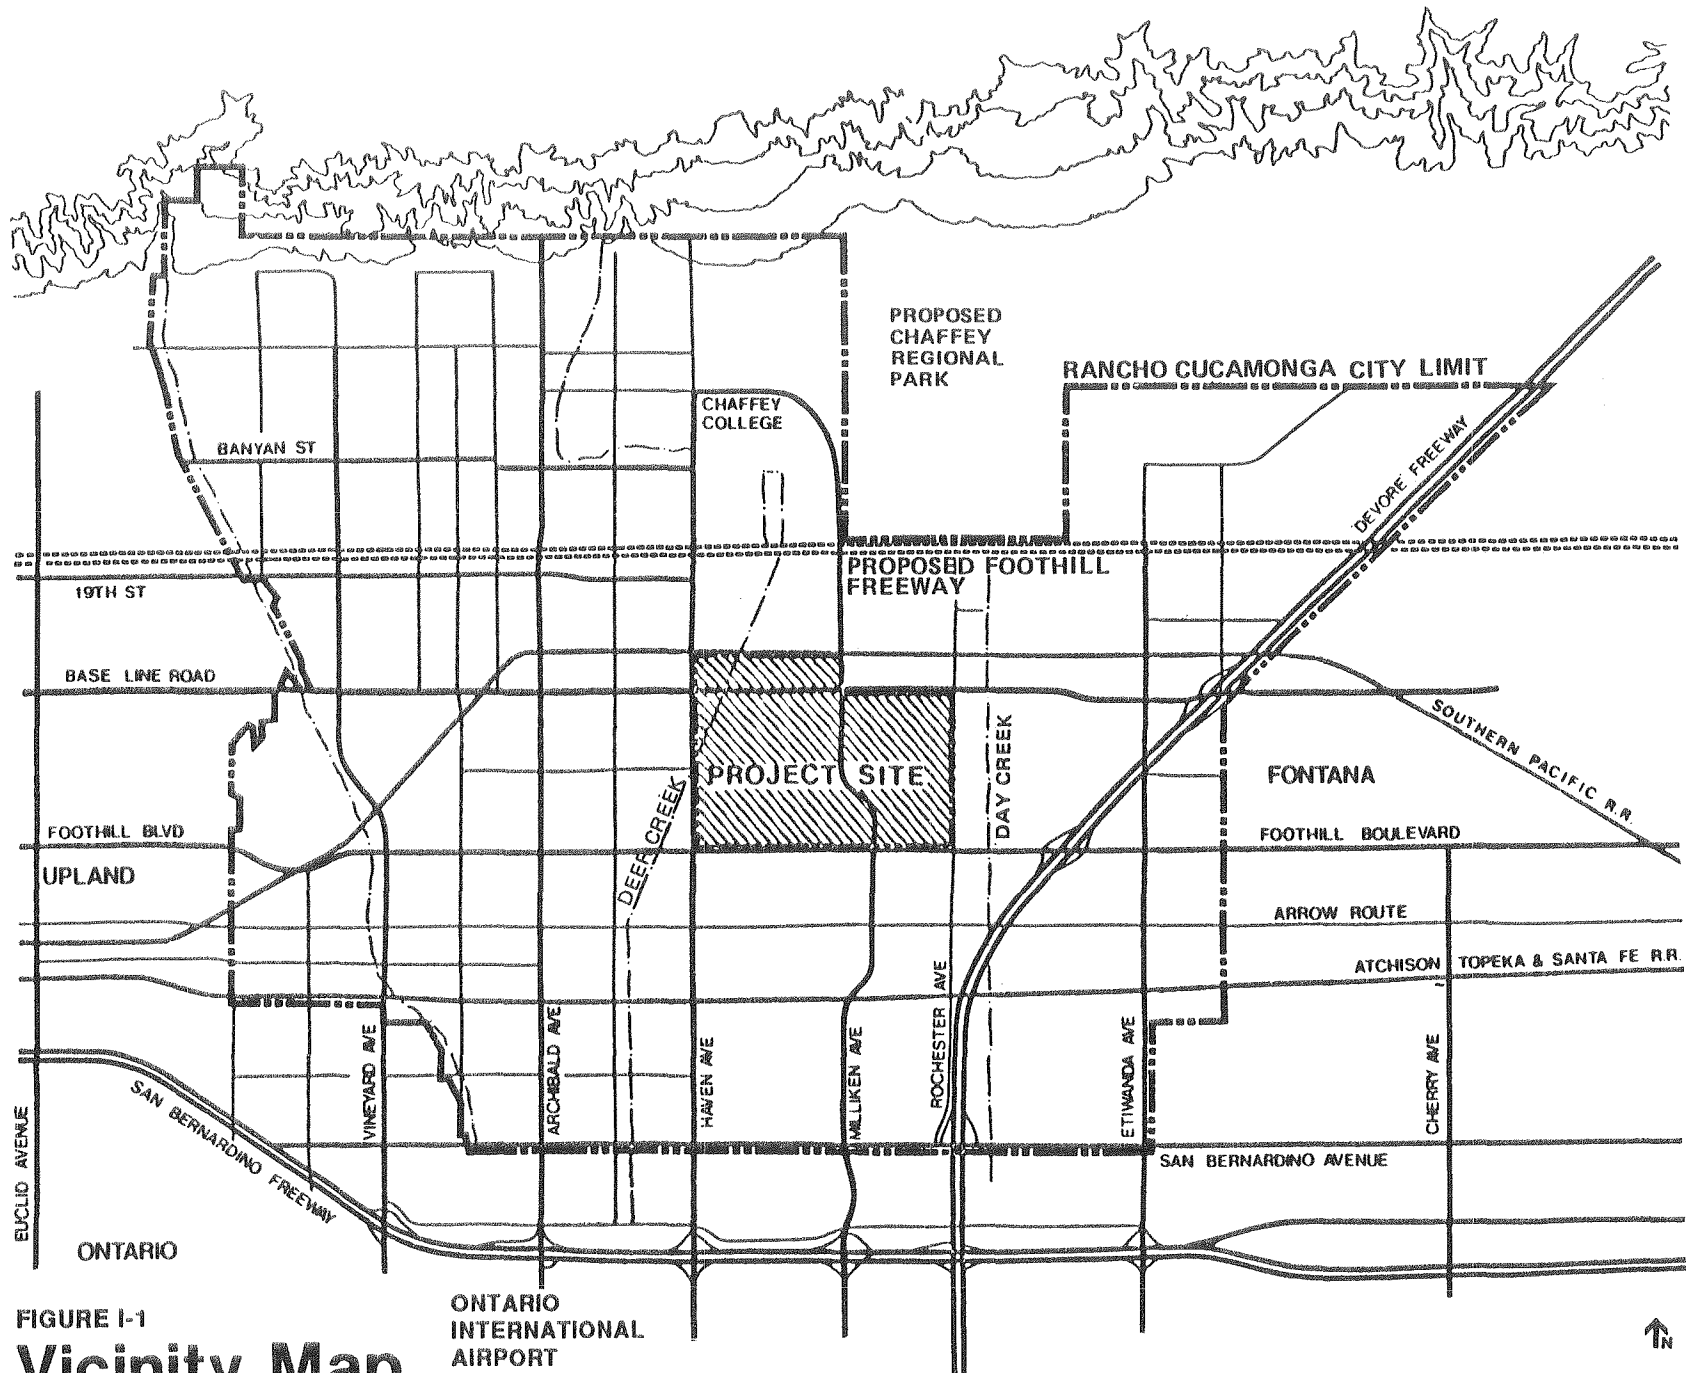 PROPOSED
CHAFFEY
REGIONAL
PARK
RANCHO CUCAMONGA CITY LIMIT
CHAFFEY
COLLEGE
BANYAN ST
DEVORE FREEWAY
PROPOSED FOOTHILL
FREEWAY
19TH ST
BASE LINE ROAD
SOUTHERN PACIFIC R.R.
PROJECT SITE
DAY CREEK
FONTANA
DEER CREEK
FOOTHILL BLVD
FOOTHILL BOULEVARD
UPLAND
ARROW ROUTE
ATCHISON TOPEKA & SANTA FE R.R.
EUCLID AVENUE
VINEYARD AVE
ARCHIBALD AVE
HAVEN AVE
MILLIKEN AVE
ROCHESTER AVE
ETIWANDA AVE
CHERRY AVE
SAN BERNARDINO FREEWAY
SAN BERNARDINO AVENUE
ONTARIO
ONTARIO
INTERNATIONAL
AIRPORT
FIGURE I-1
Vicinity Map
N